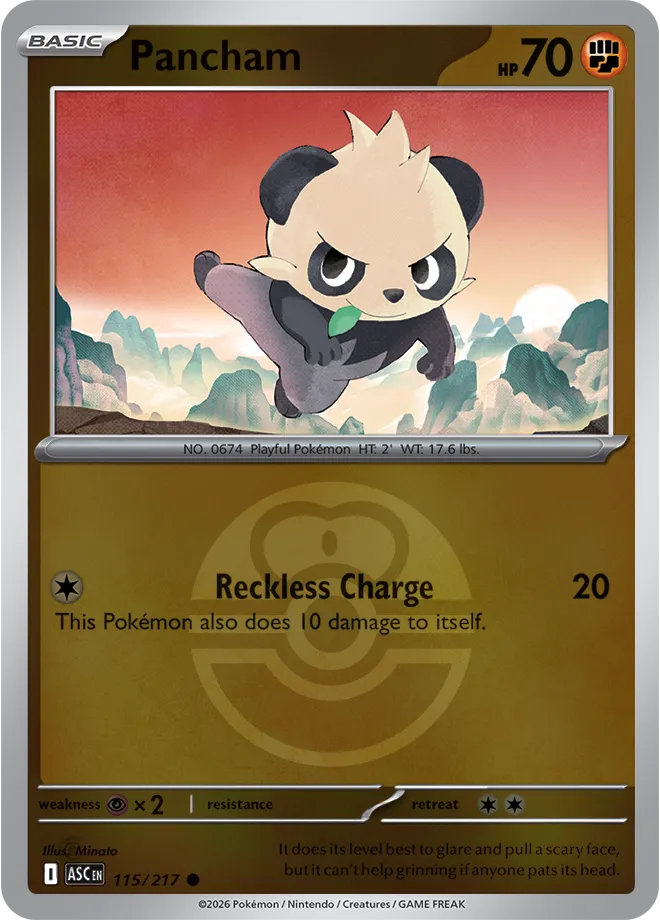 BASIC
Pancham
HP 70
NO. 0674 Playful Pokémon HT: 2' WT: 17.6 lbs.
Reckless Charge 20
This Pokémon also does 10 damage to itself.
weakness ×2 resistance retreat
Illus. Minato
It does its level best to glare and pull a scary face,
but it can't help grinning if anyone pats its head.
I ASC EN 115/217
©2026 Pokémon / Nintendo / Creatures / GAME FREAK